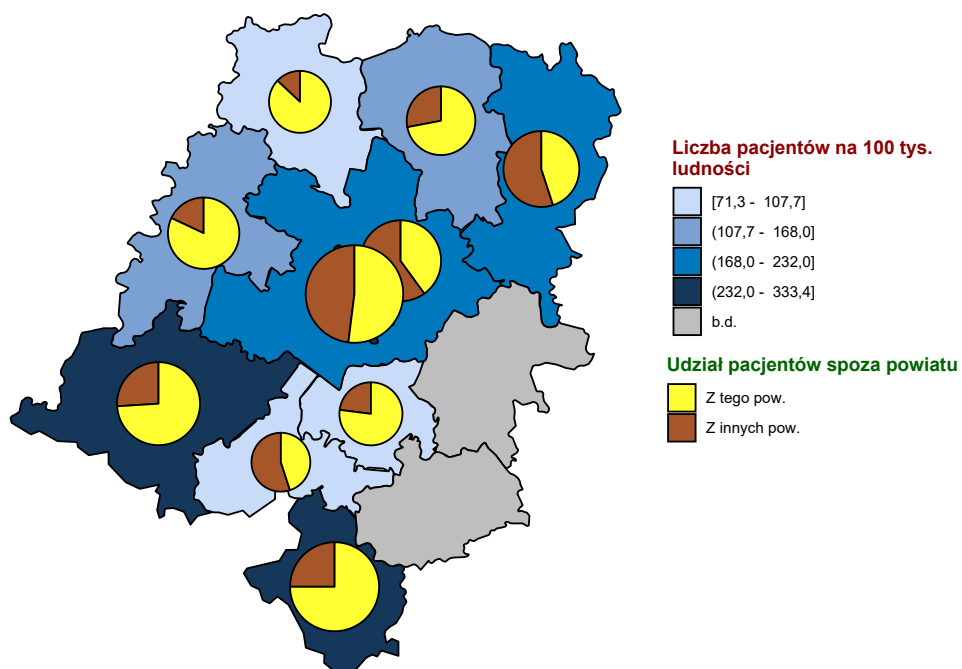 Liczba pacjentów na 100 tys.
ludności
[71,3 - 107,7]
(107,7 - 168,0]
(168,0 - 232,0]
(232,0 - 333,4]
b.d.
Udział pacjentów spoza powiatu
Z tego pow.
Z innych pow.